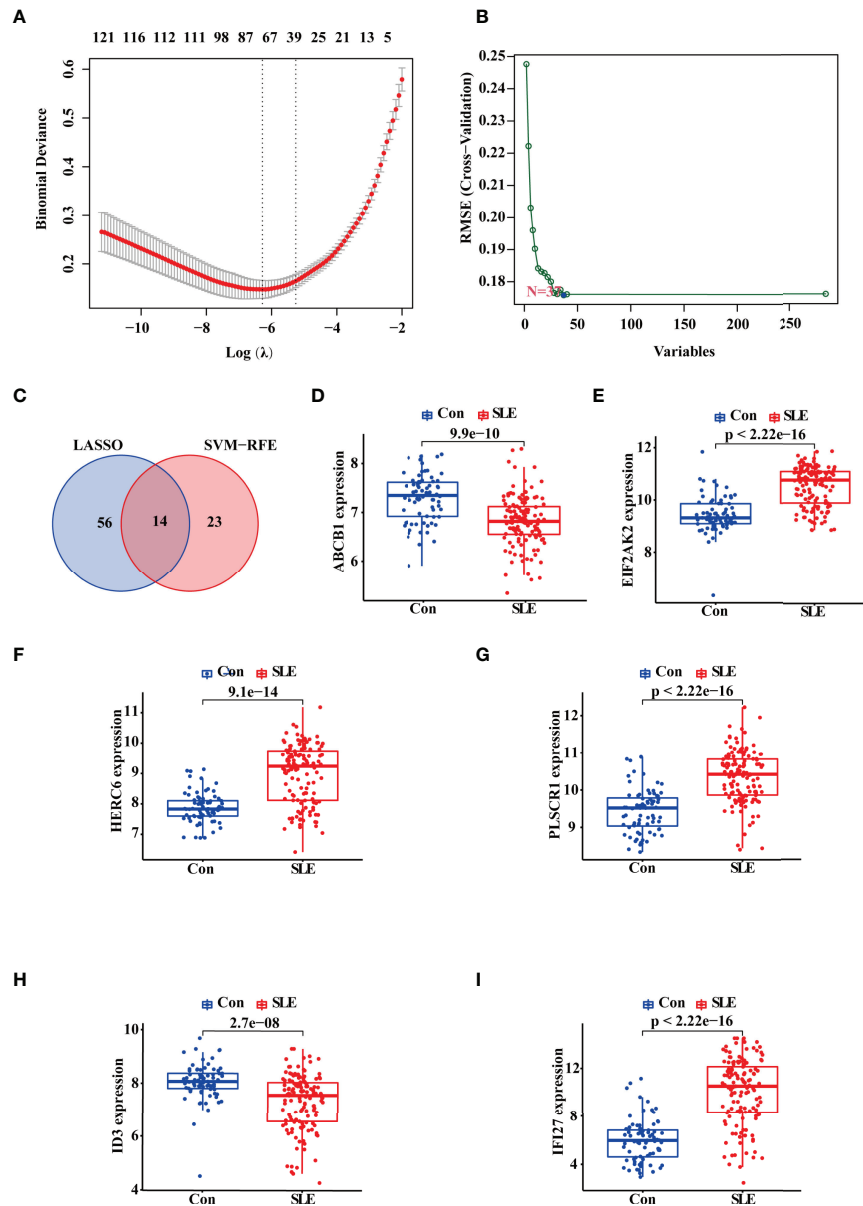 A
121 116 112 111 98 87 67 39 25 21 13 5
Binomial Deviance
0.6
0.5
0.4
0.3
0.2
−10 −8 −6 −4 −2
Log (λ)
B
RMSE (Cross−Validation)
0.25
0.24
0.23
0.22
0.21
0.20
0.19
0.18
0 50 100 150 200 250
Variables
C
LASSO SVM−RFE
56 14 23
D
Con SLE
9.9e−10
ABCB1 expression
8
7
6
Con SLE
E
Con SLE
p < 2.22e−16
EIF2AK2 expression
12
10
8
Con SLE
F
Con SLE
9.1e−14
HERC6 expression
11
10
9
8
7
Con SLE
G
Con SLE
p < 2.22e−16
PLSCR1 expression
12
11
10
9
Con SLE
H
Con SLE
2.7e−08
ID3 expression
10
8
6
4
Con SLE
I
Con SLE
p < 2.22e−16
IFI27 expression
12
8
4
Con SLE